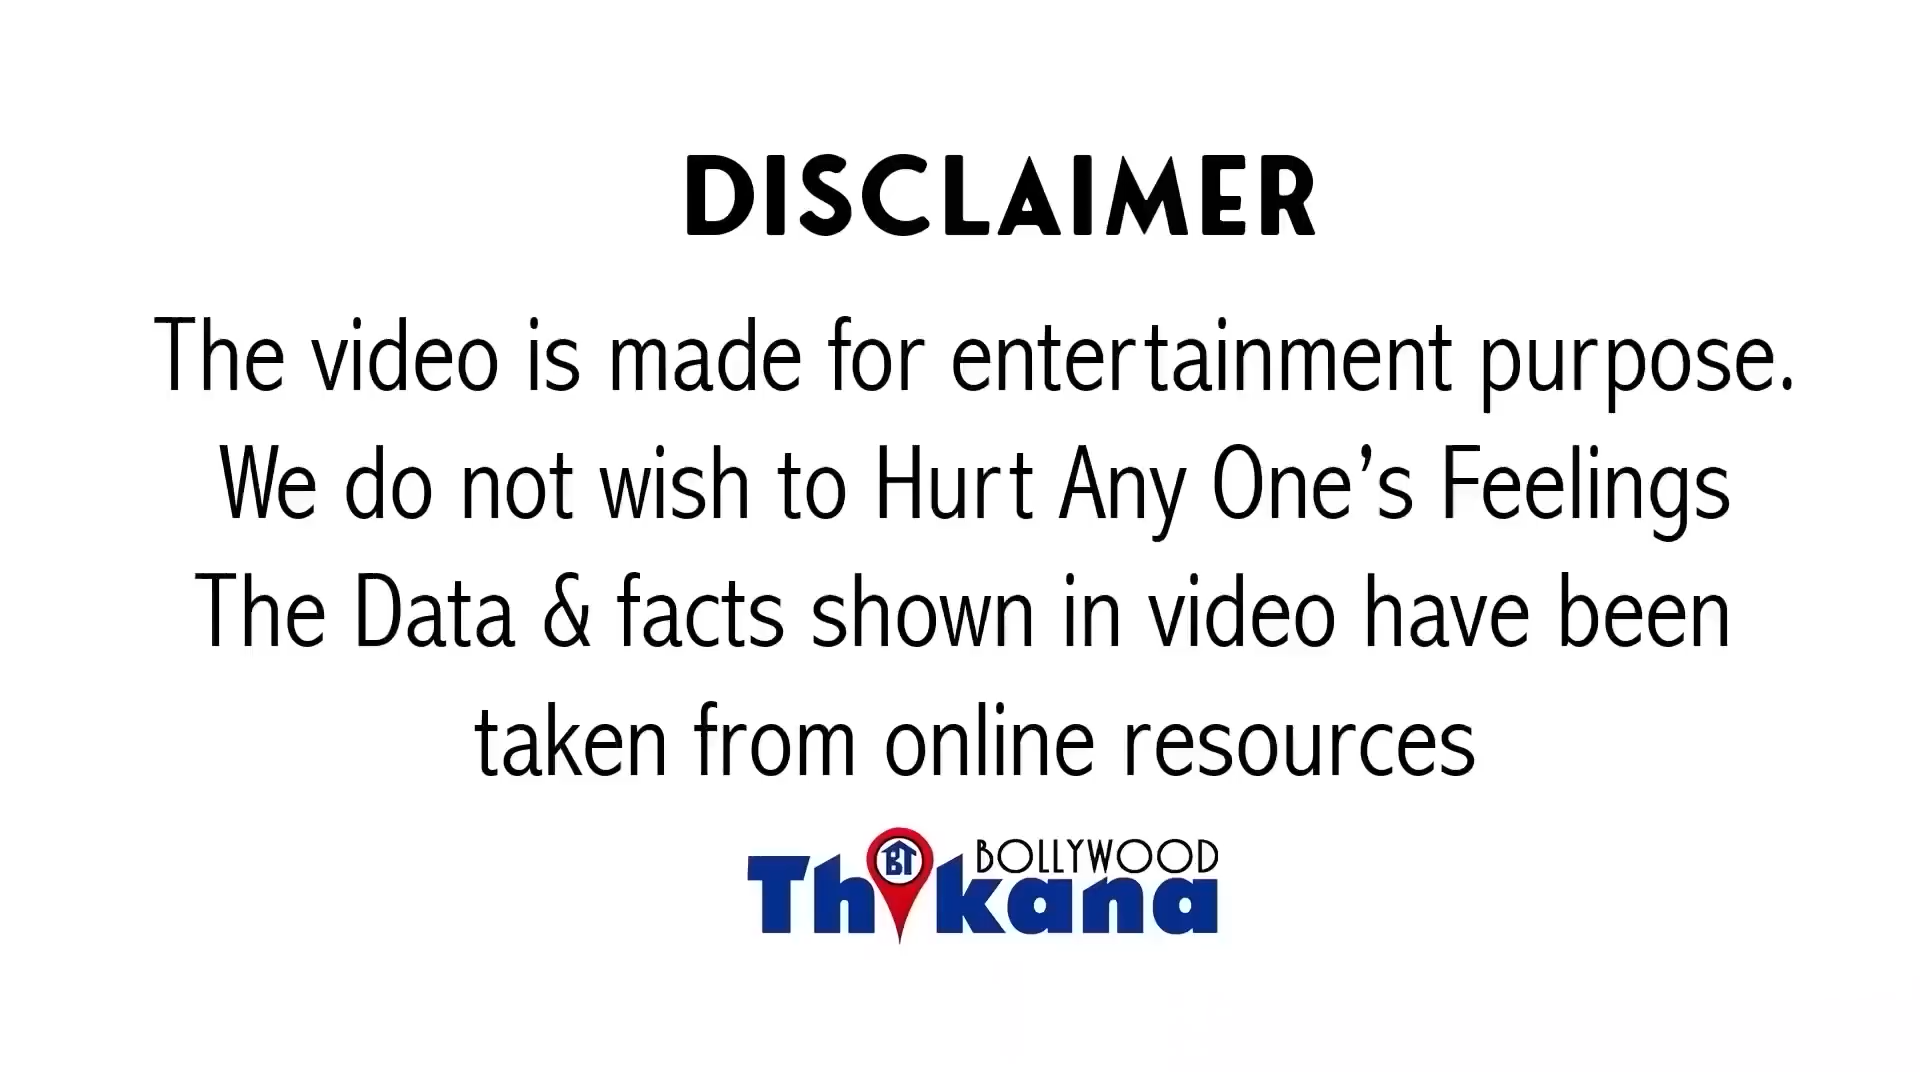 DISCLAIMER
The video is made for entertainment purpose.
We do not wish to Hurt Any One’s Feelings
The Data & facts shown in video have been
taken from online resources
BOLLYWOOD
BT
Thikana